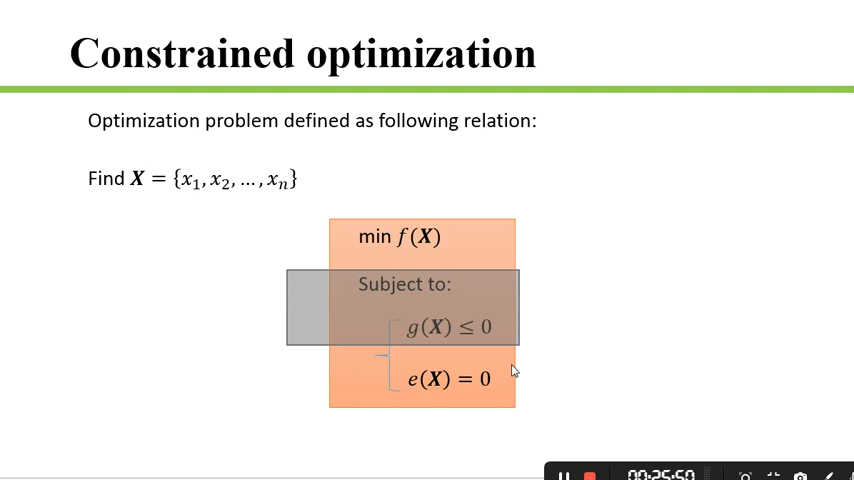 Constrained optimization
Optimization problem defined as following relation:
Find X = {x₁, x₂, … , xₙ}
min f(X)
Subject to:
g(X) ≤ 0
e(X) = 0
00:25:50